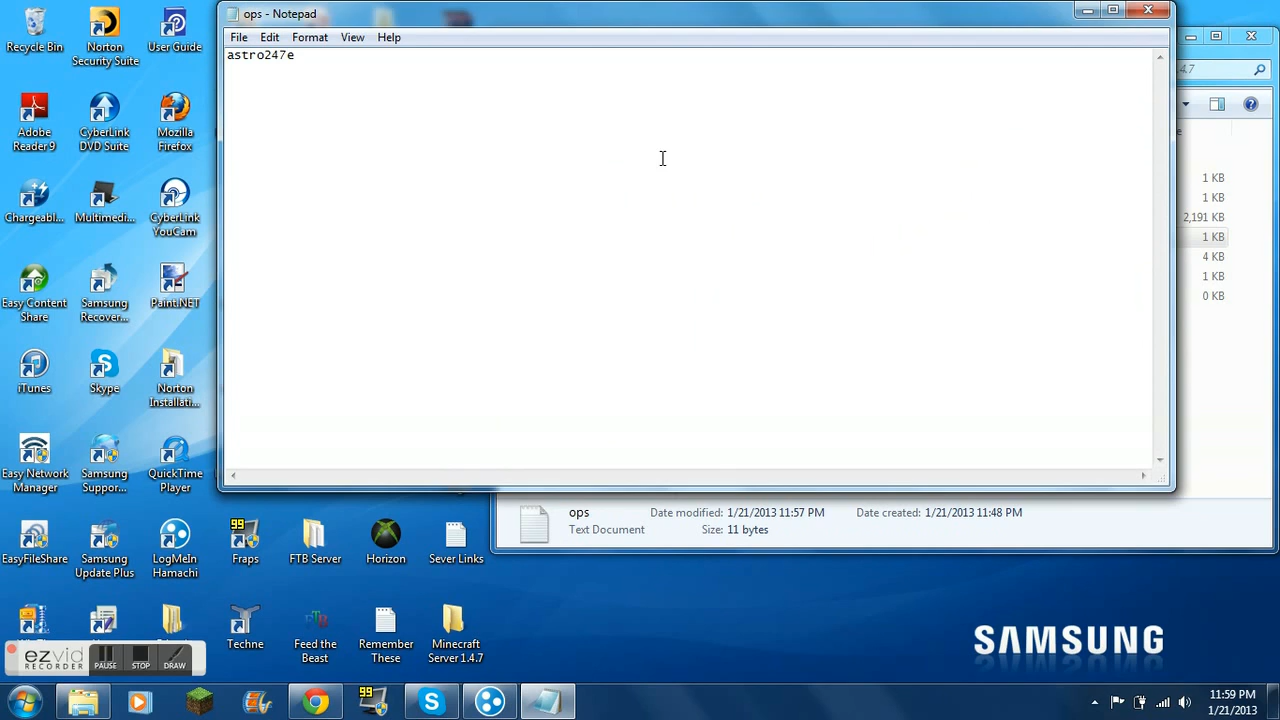 ops - Notepad
File Edit Format View Help
astro247e
4.7
1 KB
1 KB
2,191 KB
1 KB
4 KB
1 KB
0 KB
ops
Text Document
Date modified: 1/21/2013 11:57 PM
Size: 11 bytes
Date created: 1/21/2013 11:48 PM
Recycle Bin
Norton
Security Suite
User Guide
Adobe
Reader 9
CyberLink
DVD Suite
Mozilla
Firefox
Chargeabl...
Multimedi...
CyberLink
YouCam
Easy Content
Share
Samsung
Recover...
Paint.NET
iTunes
Skype
Norton
Installati...
Easy Network
Manager
Samsung
Suppor...
QuickTime
Player
EasyFileShare
Samsung
Update Plus
LogMeIn
Hamachi
99
Fraps
FTB Server
Horizon
Sever Links
Techne
Feed the
Beast
Remember
These
Minecraft
Server 1.4.7
ezvid
RECORDER
PAUSE
STOP
DRAW
SAMSUNG
99
11:59 PM
1/21/2013